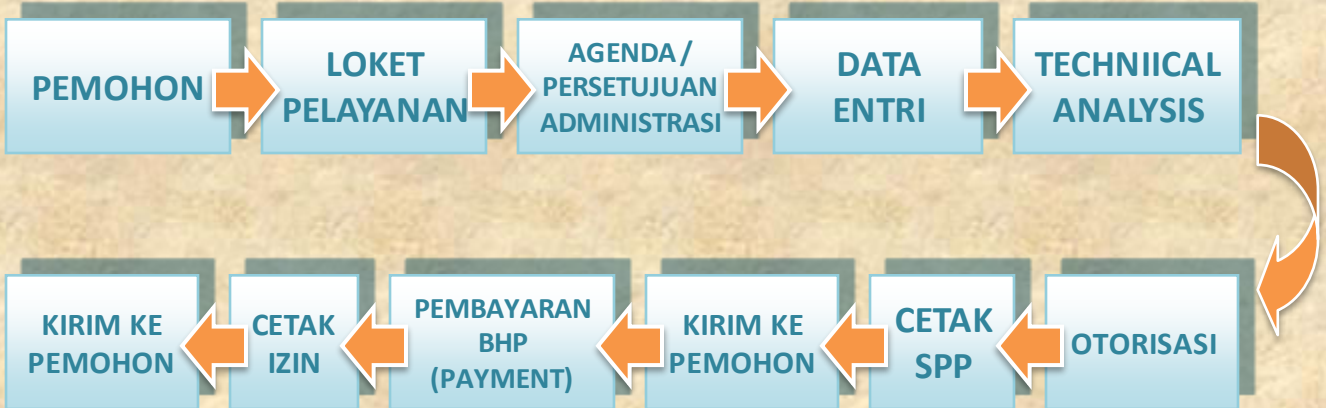 PEMOHON
LOKET
PELAYANAN
AGENDA /
PERSETUJUAN
ADMINISTRASI
DATA
ENTRI
TECHNIICAL
ANALYSIS
OTORISASI
CETAK
SPP
KIRIM KE
PEMOHON
PEMBAYARAN
BHP
(PAYMENT)
CETAK
IZIN
KIRIM KE
PEMOHON